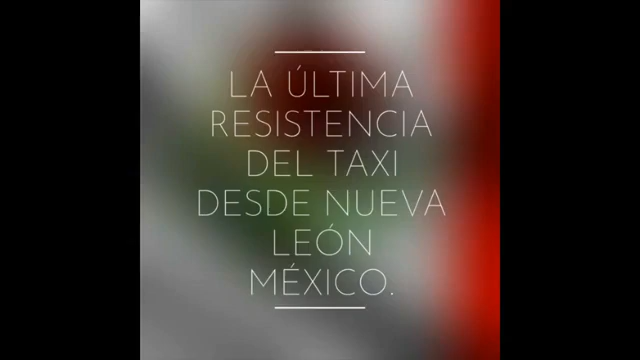 LA ÚLTIMA
RESISTENCIA
DEL TAXI
DESDE NUEVA
LEÓN
MÉXICO.